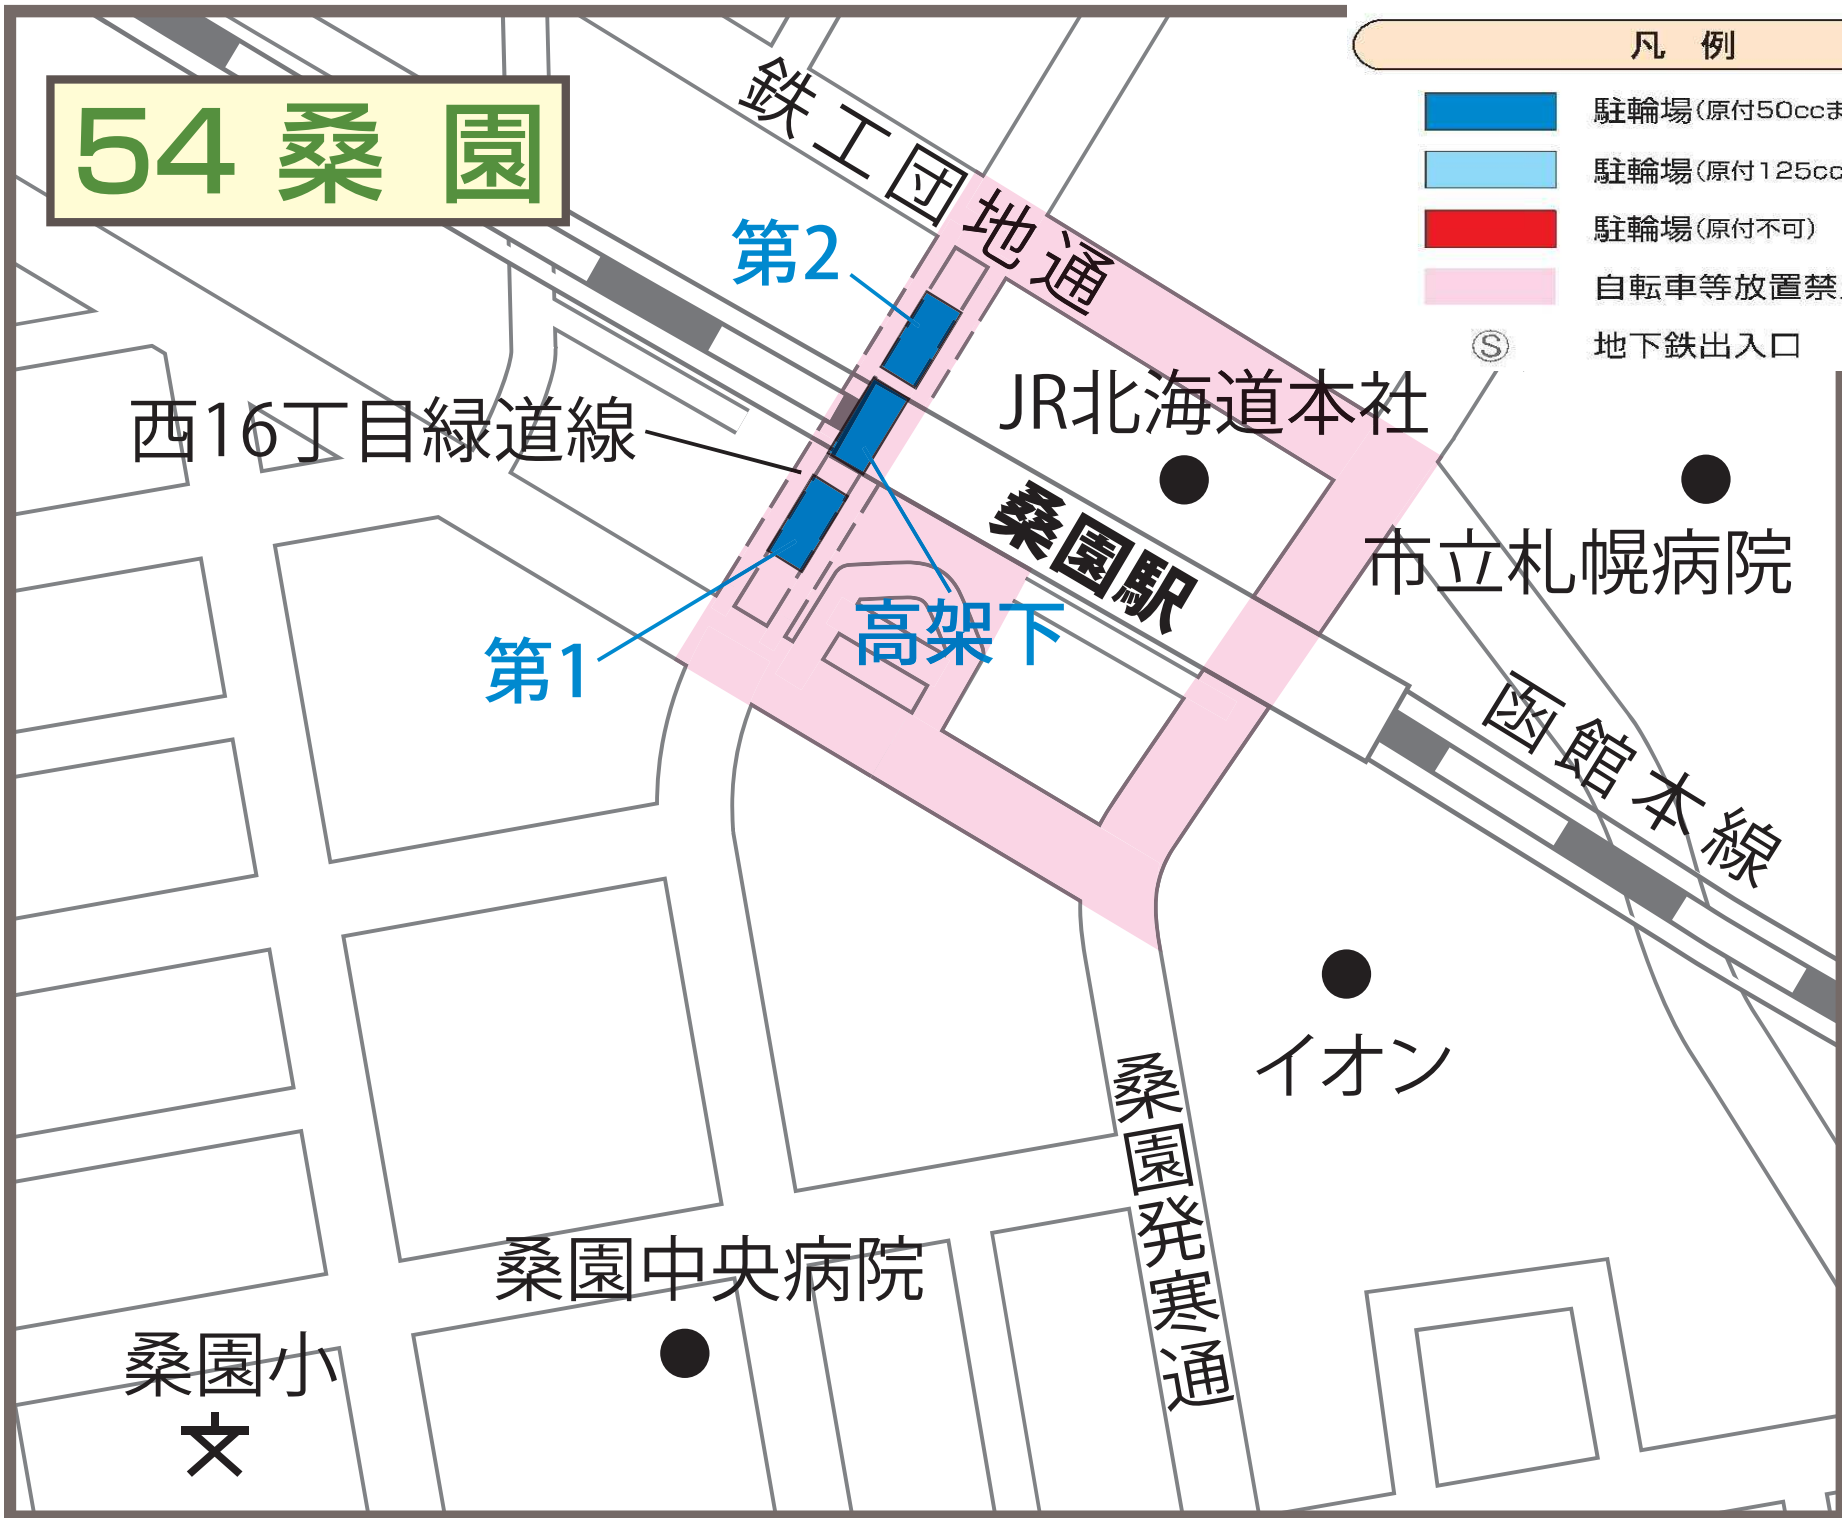 54 桑 園
凡 例
駐輪場(原付50cc
駐輪場(原付125cc
駐輪場(原付不可)
自転車等放置禁
Ⓢ 地下鉄出入口
鉄工団地通
第2
西16丁目緑道線
JR北海道本社
桑園駅
市立札幌病院
高架下
第1
函館本線
イオン
桑園発寒通
桑園中央病院
桑園小